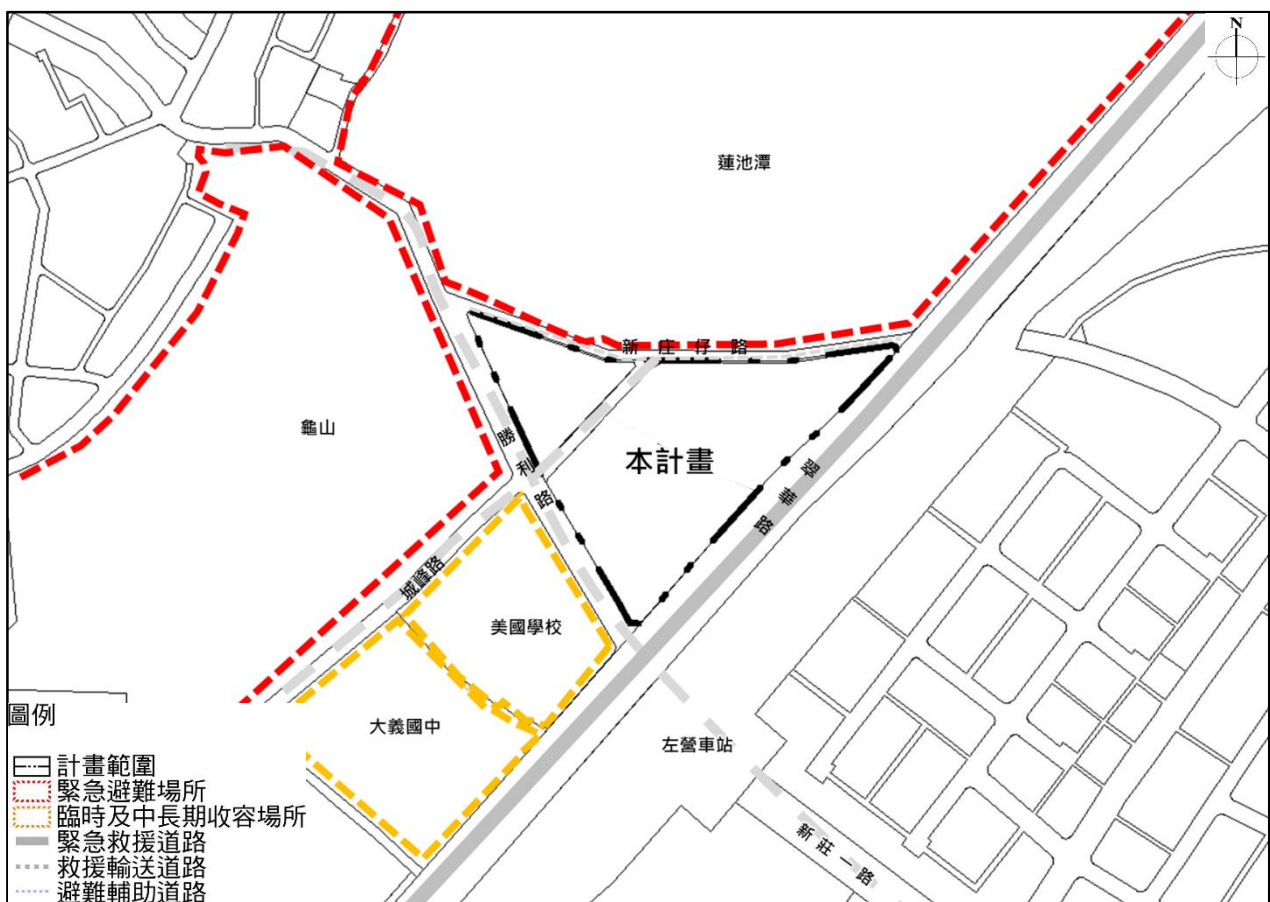 N
蓮池潭
新庄仔路
龜山
勝利路
本計畫
翠華路
城峰路
美國學校
大義國中
左營車站
新莊一路
圖例
計畫範圍
緊急避難場所
臨時及中長期收容場所
緊急救援道路
救援輸送道路
避難輔助道路